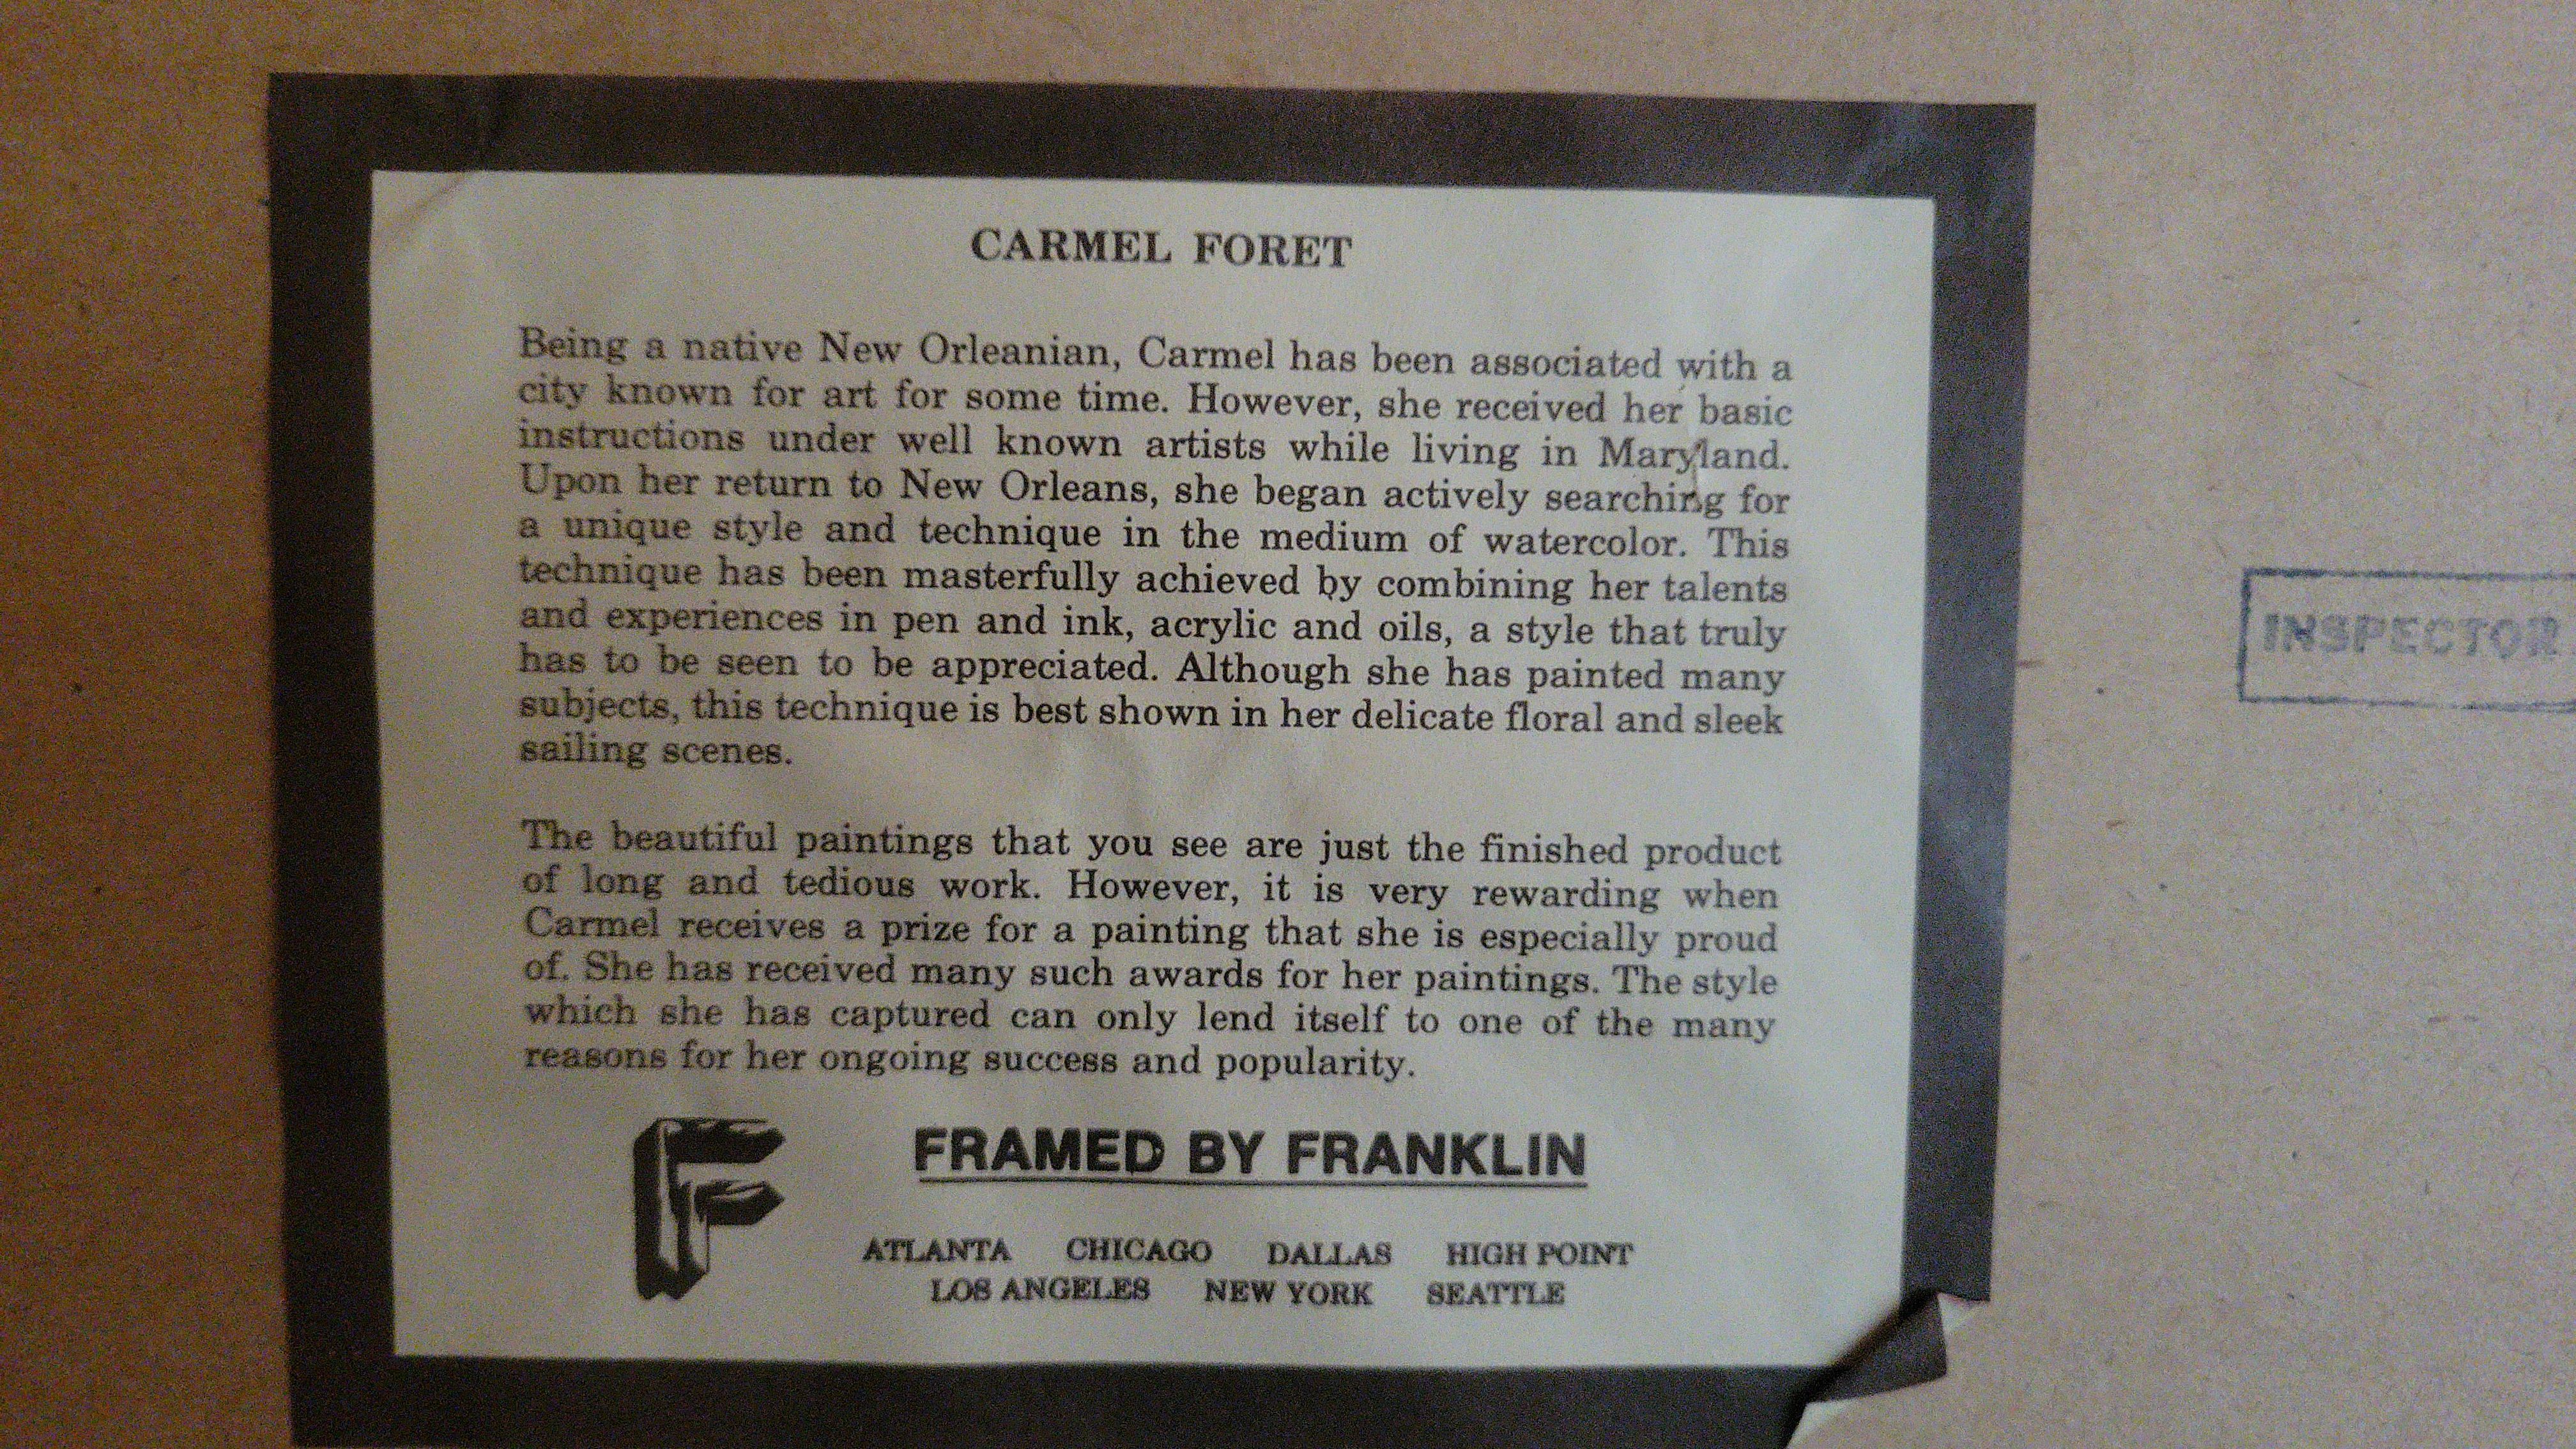 CARMEL FORET
Being a native New Orleanian, Carmel has been associated with a
city known for art for some time. However, she received her basic
instructions under well known artists while living in Maryland.
Upon her return to New Orleans, she began actively searching for
a unique style and technique in the medium of watercolor. This
technique has been masterfully achieved by combining her talents
and experiences in pen and ink, acrylic and oils, a style that truly
has to be seen to be appreciated. Although she has painted many
subjects, this technique is best shown in her delicate floral and sleek
sailing scenes.
The beautiful paintings that you see are just the finished product
of long and tedious work. However, it is very rewarding when
Carmel receives a prize for a painting that she is especially proud
of. She has received many such awards for her paintings. The style
which she has captured can only lend itself to one of the many
reasons for her ongoing success and popularity.
F
FRAMED BY FRANKLIN
ATLANTA CHICAGO DALLAS HIGH POINT
LOS ANGELES NEW YORK SEATTLE
INSPECTOR